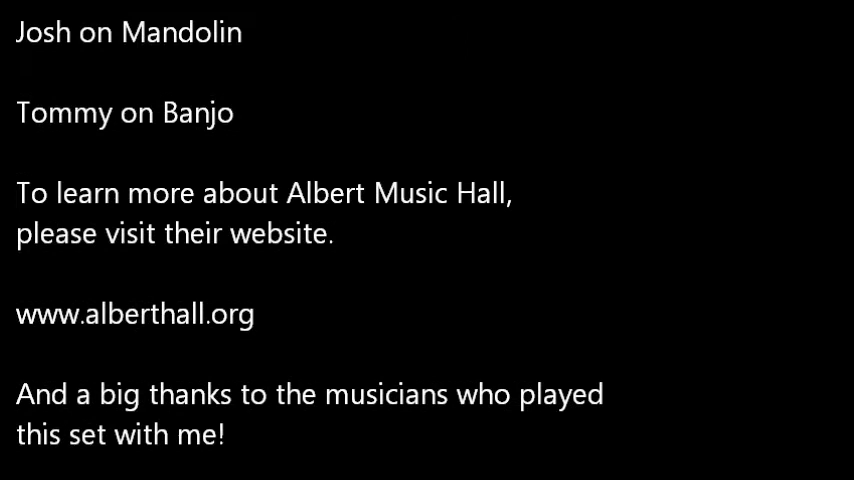 Josh on Mandolin
Tommy on Banjo
To learn more about Albert Music Hall,
please visit their website.
www.alberthall.org
And a big thanks to the musicians who played
this set with me!